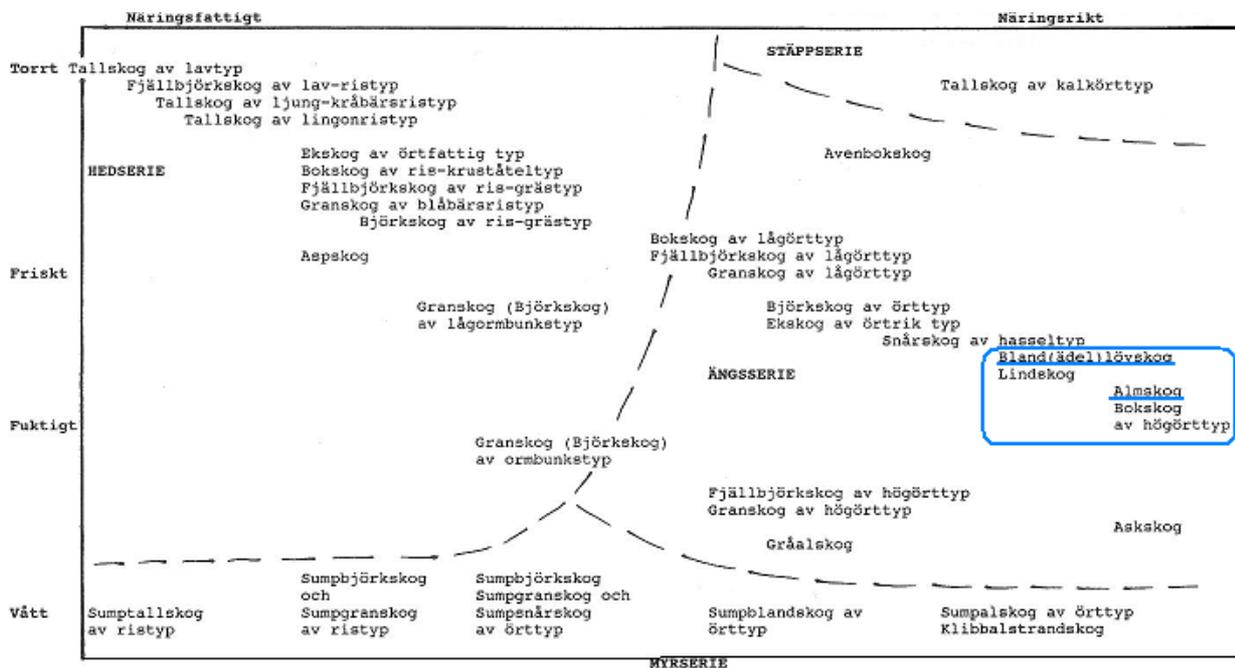 Näringsfattigt Näringsrikt
STÄPPSERIE
Torrt Tallskog av lavtyp
Fjällbjörkskog av lav-ristyp Tallskog av kalkörttyp
Tallskog av ljung-kråbärsristyp
Tallskog av lingonristyp
Ekskog av örtfattig typ Avenbokskog
HEDSERIE Bokskog av ris-kruståteltyp
Fjällbjörkskog av ris-grästyp
Granskog av blåbärsristyp
Björkskog av ris-grästyp
Bokskog av lågörttyp
Aspskog Fjällbjörkskog av lågörttyp
Friskt Granskog av lågörttyp
Granskog (Björkskog) Björkskog av örttyp
av lågormbunkstyp Ekskog av örtrik typ
Snårskog av hasseltyp
Bland(ädel)lövskog
ÄNGSSERIE Lindskog
Almskog
Bokskog
Fuktigt av högörttyp
Granskog (Björkskog)
av ormbunkstyp
Fjällbjörkskog av högörttyp
Granskog av högörttyp
Askskog
Gråalskog
Sumpbjörkskog Sumpbjörkskog
och Sumpgranskog och
Vått Sumptallskog Sumpgranskog Sumpsnårskog Sumpblandskog av Sumpalskog av örttyp
av ristyp av ristyp av örttyp örttyp Klibbalstrandskog
MYRSERIE